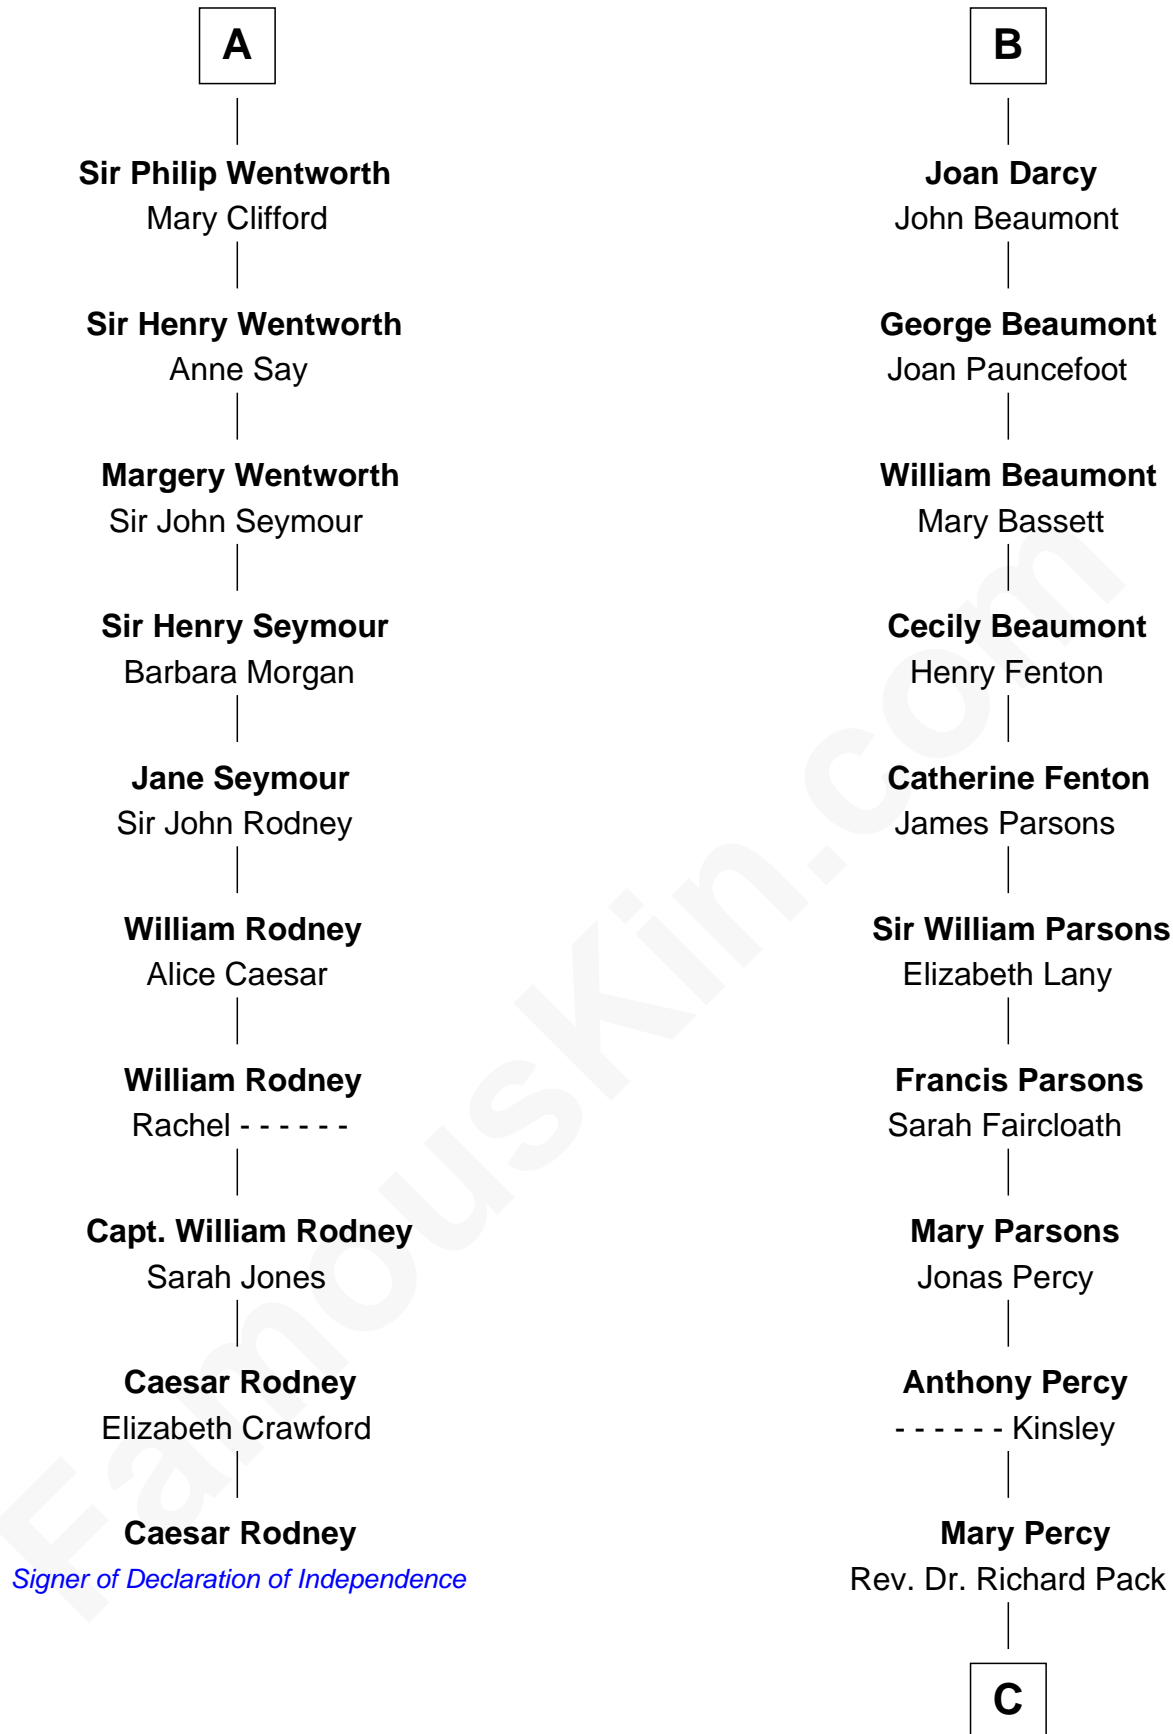 A
Sir Philip Wentworth
Mary Clifford
Sir Henry Wentworth
Anne Say
Margery Wentworth
Sir John Seymour
Sir Henry Seymour
Barbara Morgan
Jane Seymour
Sir John Rodney
William Rodney
Alice Caesar
William Rodney
Rachel - - - - - -
Capt. William Rodney
Sarah Jones
Caesar Rodney
Elizabeth Crawford
Caesar Rodney
Signer of Declaration of Independence
B
Joan Darcy
John Beaumont
George Beaumont
Joan Pauncefoot
William Beaumont
Mary Bassett
Cecily Beaumont
Henry Fenton
Catherine Fenton
James Parsons
Sir William Parsons
Elizabeth Lany
Francis Parsons
Sarah Faircloath
Mary Parsons
Jonas Percy
Anthony Percy
- - - - - - Kinsley
Mary Percy
Rev. Dr. Richard Pack
C
FamousKin.com